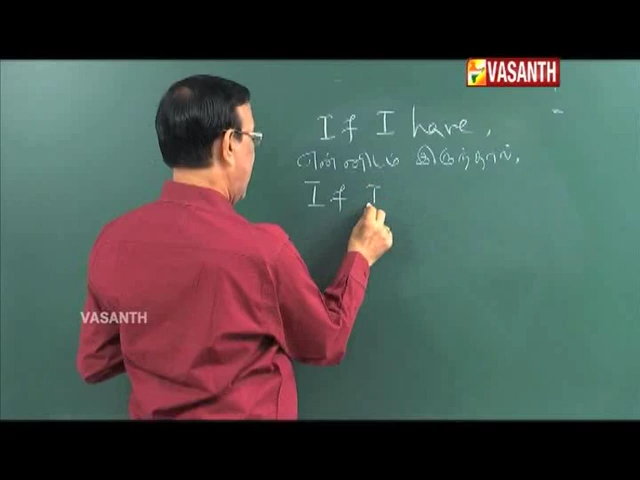 VASANTH
If I have,
என்னிடம் இருந்தால்,
If I
VASANTH